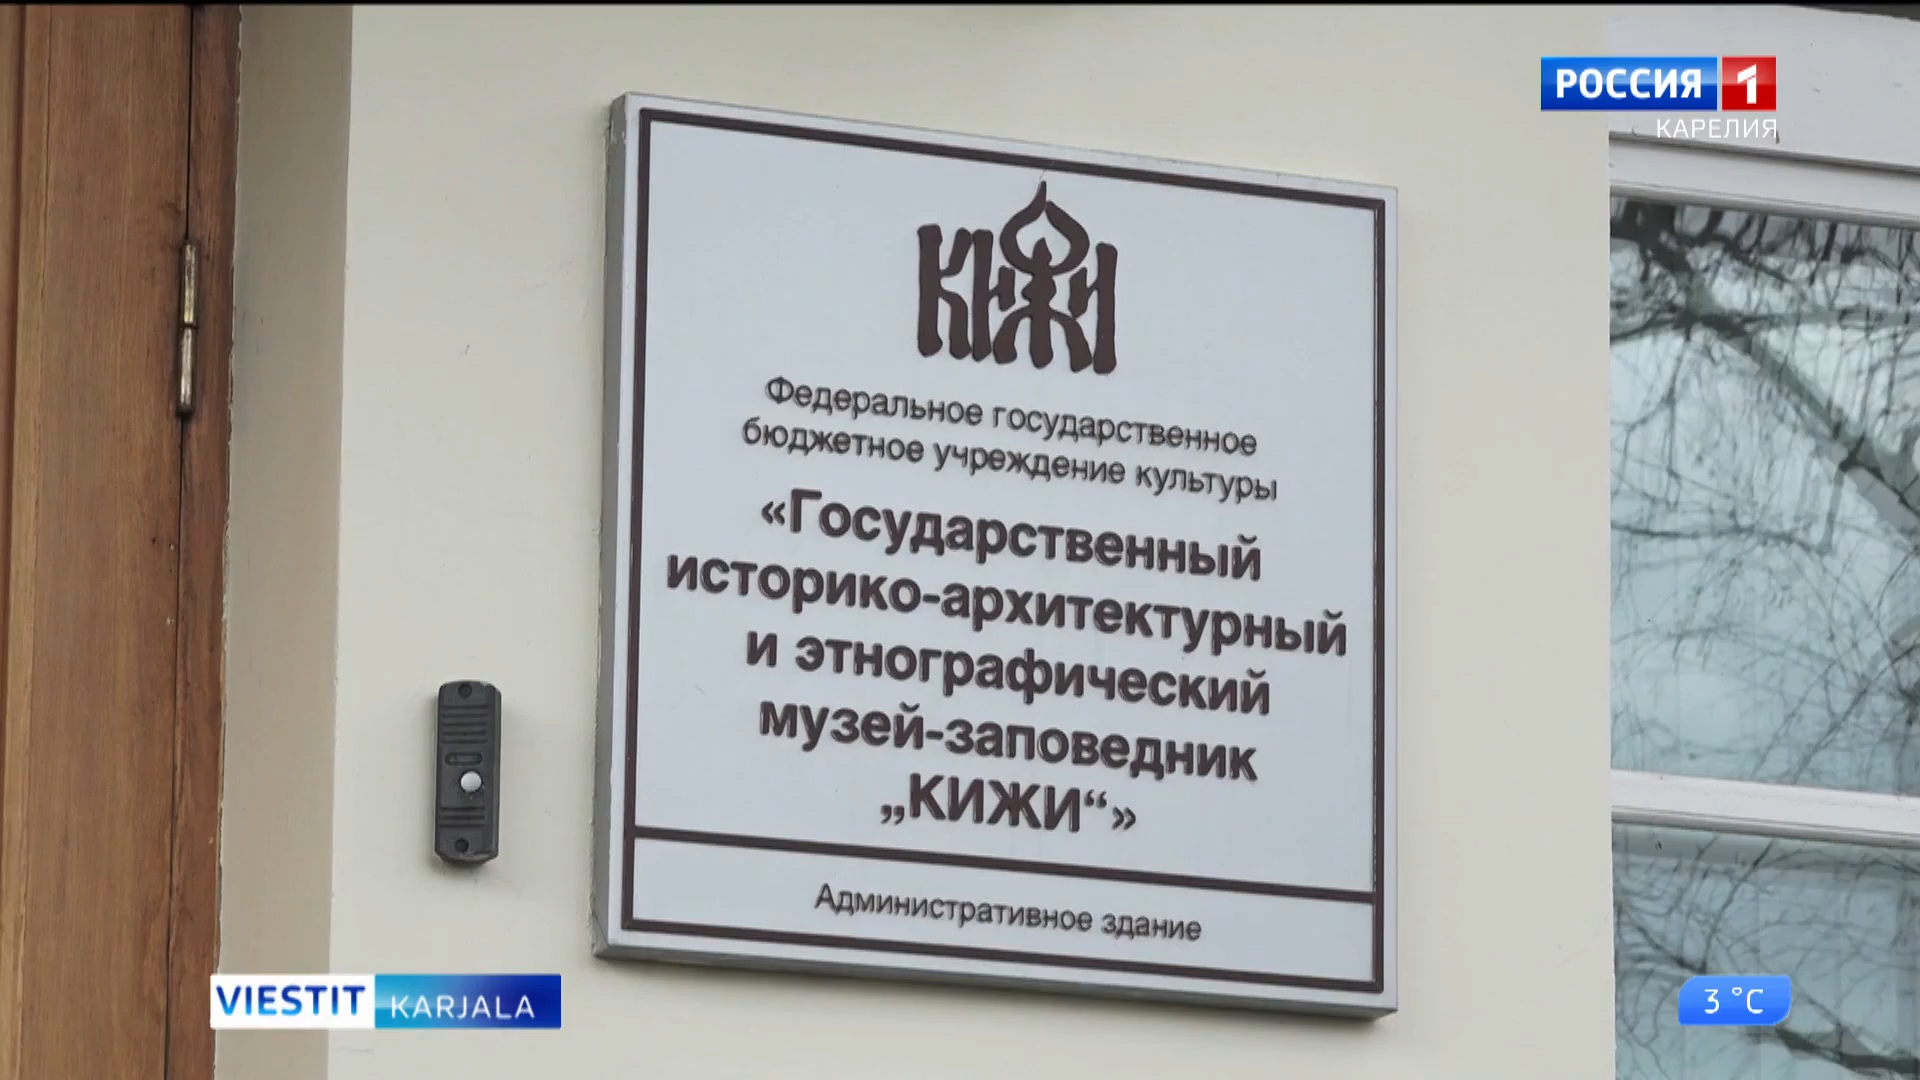 РОССИЯ 1
КАРЕЛИЯ
КИЖИ
Федеральное государственное
бюджетное учреждение культуры
«Государственный
историко-архитектурный
и этнографический
музей-заповедник
„КИЖИ“»
Административное здание
VIESTIT KARJALA
3 °C